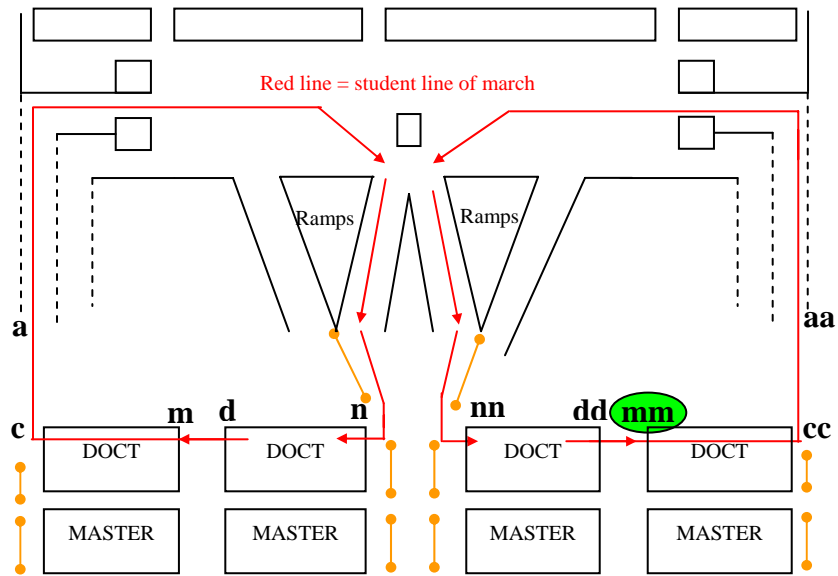 Red line = student line of march
Ramps
Ramps
a
aa
c
m
d
n
nn
dd
mm
cc
DOCT
DOCT
DOCT
DOCT
MASTER
MASTER
MASTER
MASTER